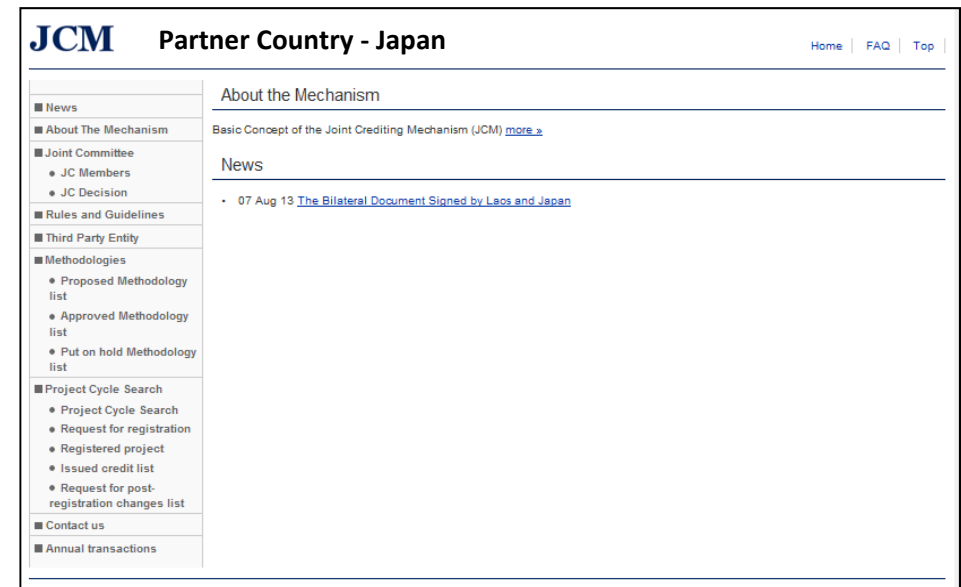 JCM Partner Country - Japan
Home | FAQ | Top |
News
About The Mechanism
Joint Committee
JC Members
JC Decision
Rules and Guidelines
Third Party Entity
Methodologies
Proposed Methodology
list
Approved Methodology
list
Put on hold Methodology
list
Project Cycle Search
Project Cycle Search
Request for registration
Registered project
Issued credit list
Request for post-
registration changes list
Contact us
Annual transactions
About the Mechanism
Basic Concept of the Joint Crediting Mechanism (JCM) more »
News
• 07 Aug 13 The Bilateral Document Signed by Laos and Japan